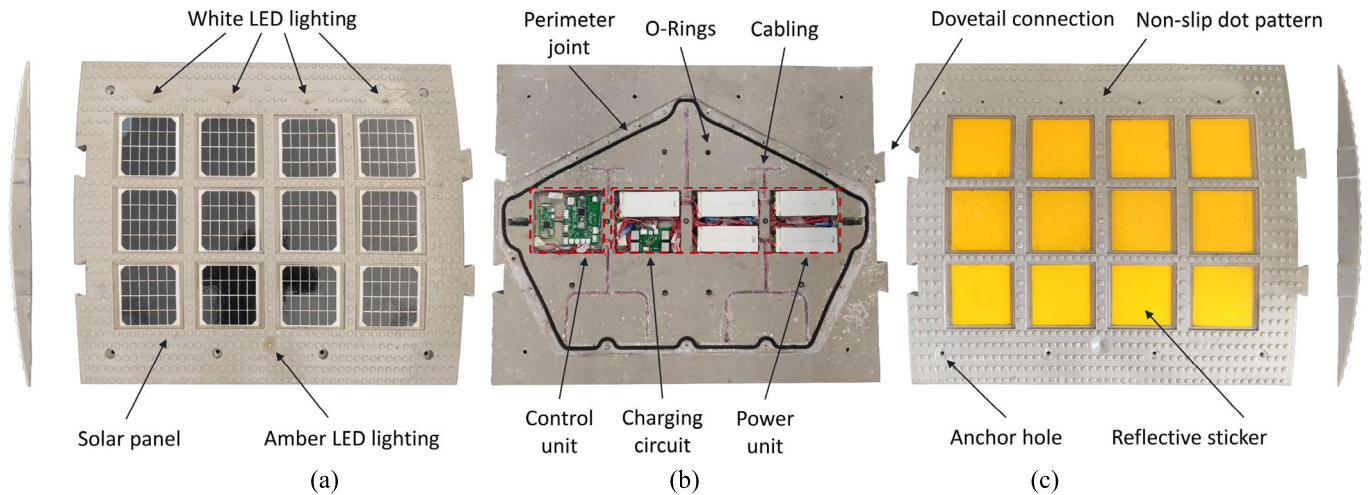 White LED lighting
Perimeter
joint
O-Rings
Cabling
Dovetail connection
Non-slip dot pattern
Solar panel
Amber LED lighting
Control
unit
Charging
circuit
Power
unit
Anchor hole
Reflective sticker
(a)
(b)
(c)